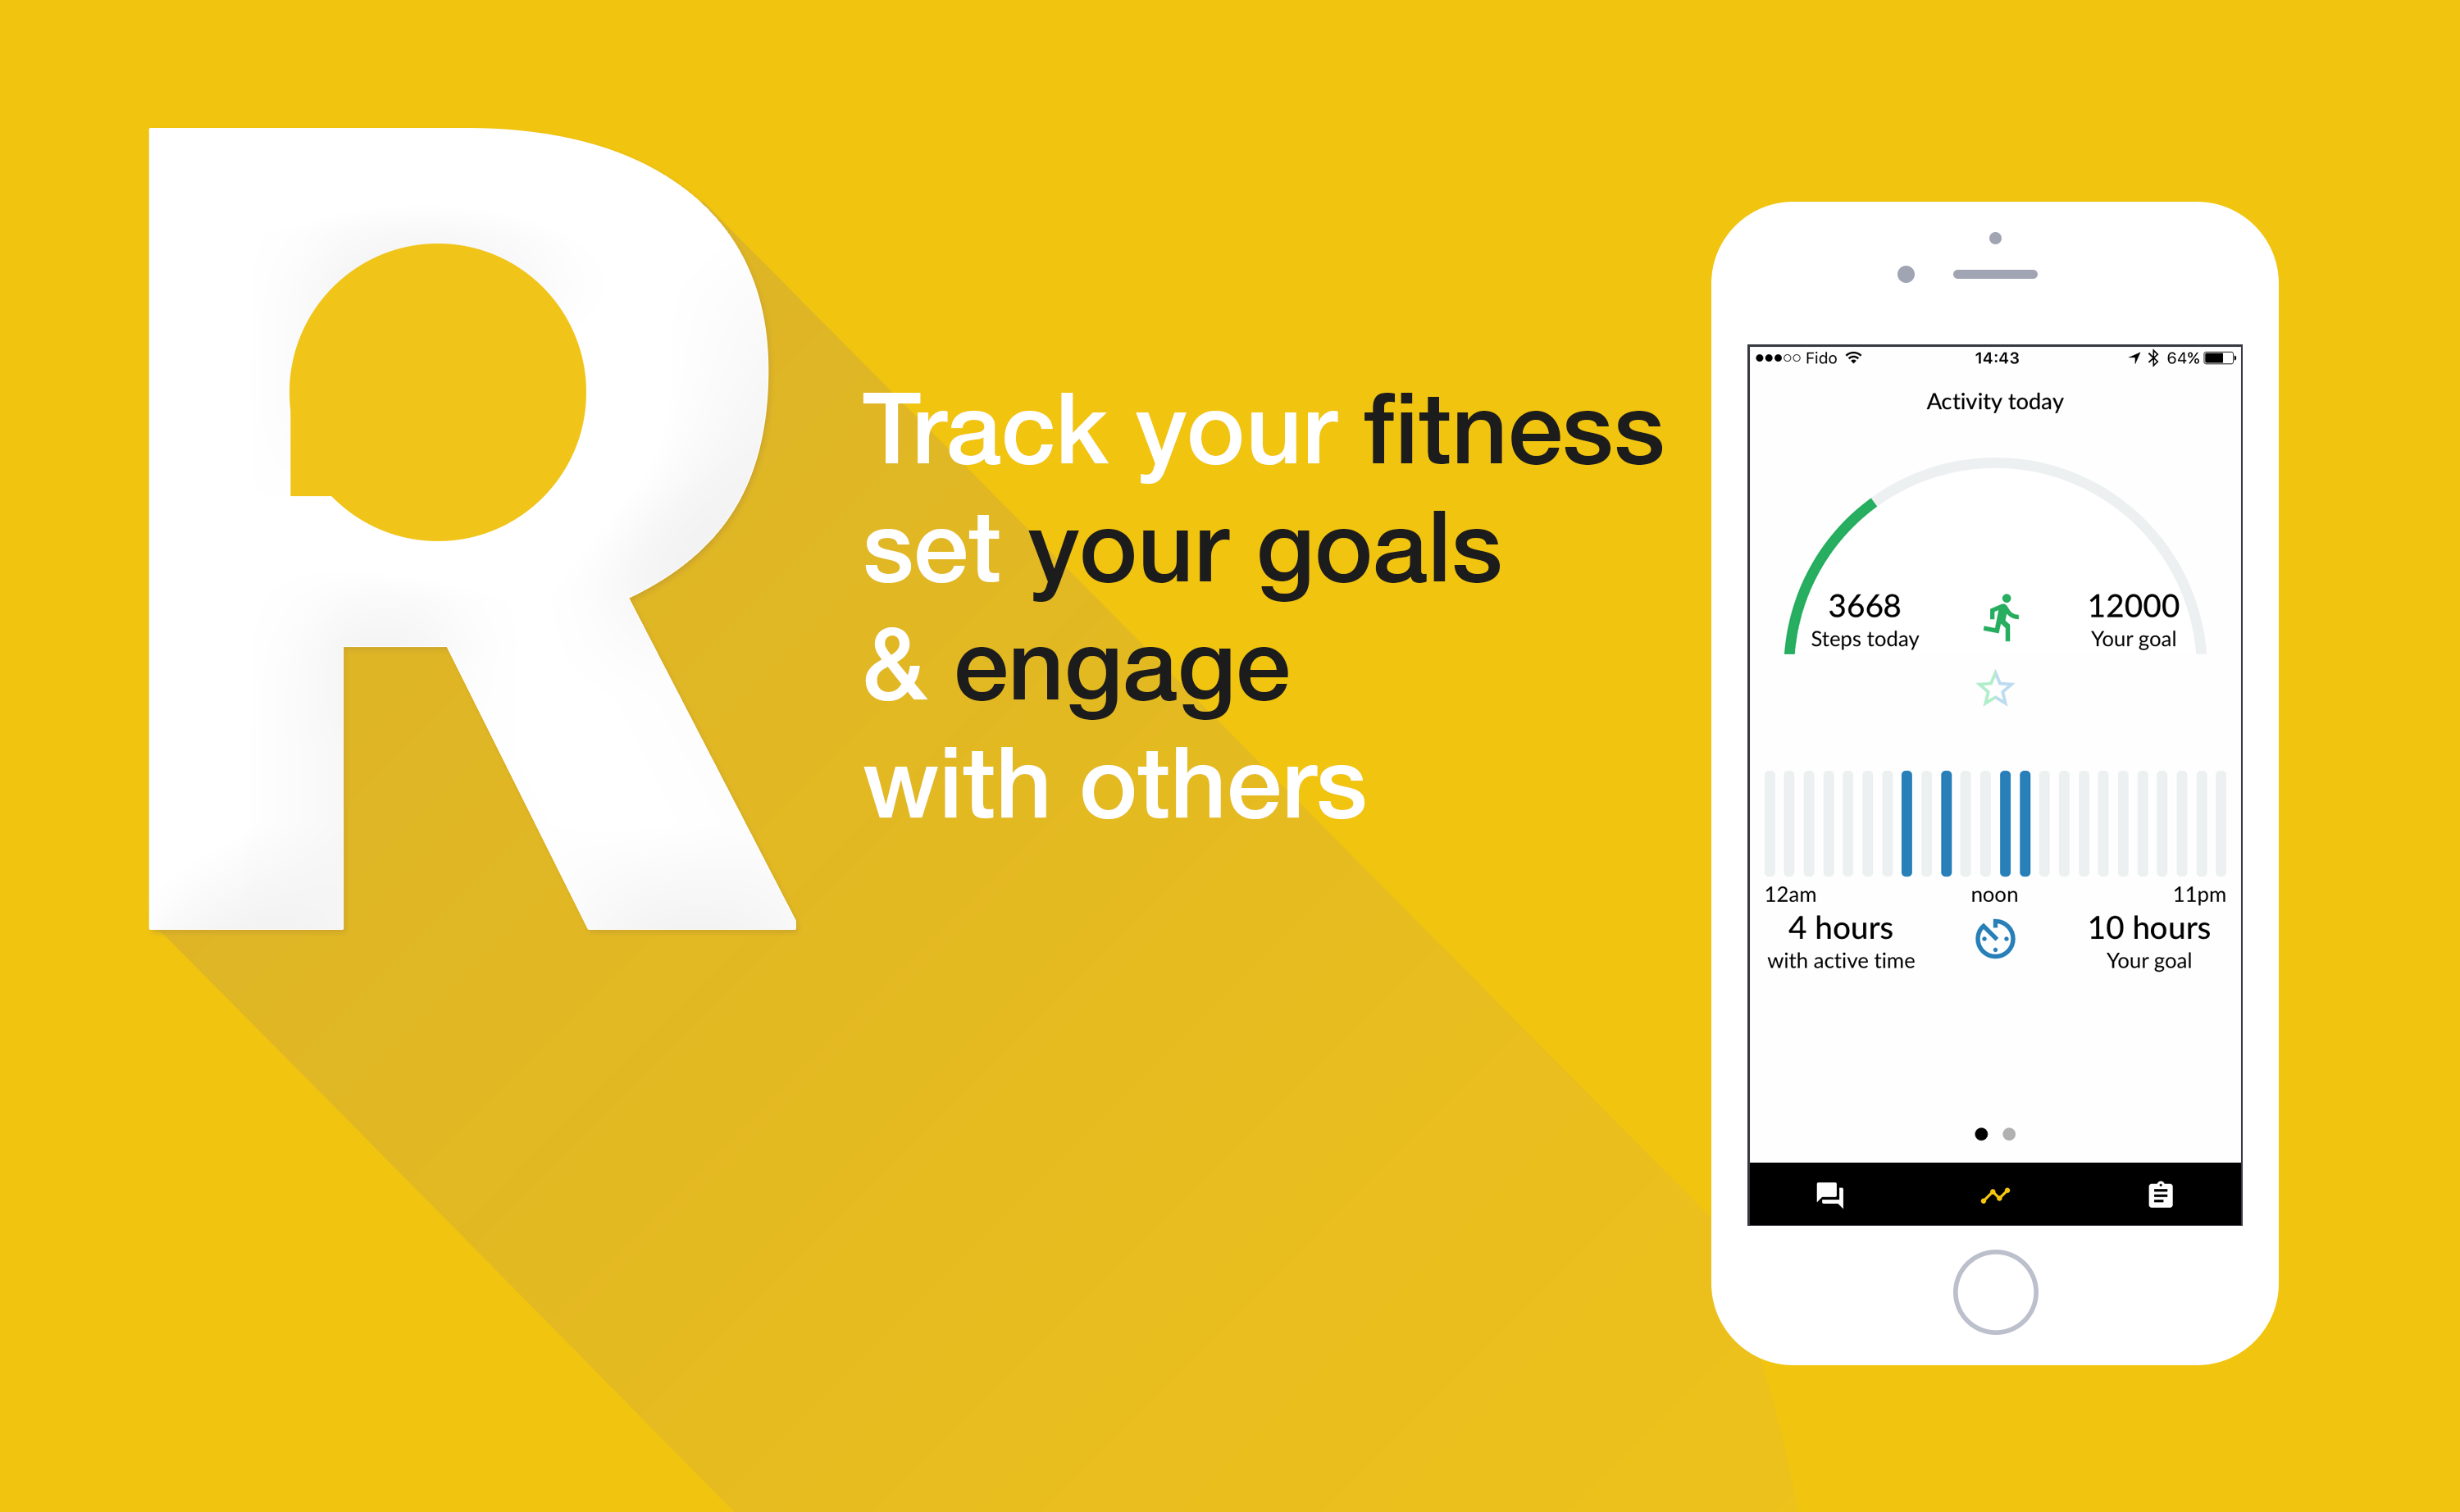 R
Track your fitness
set your goals
& engage
with others
Fido 14:43 64%
Activity today
3668 12000
Steps today Your goal
12am noon 11pm
4 hours 10 hours
with active time Your goal